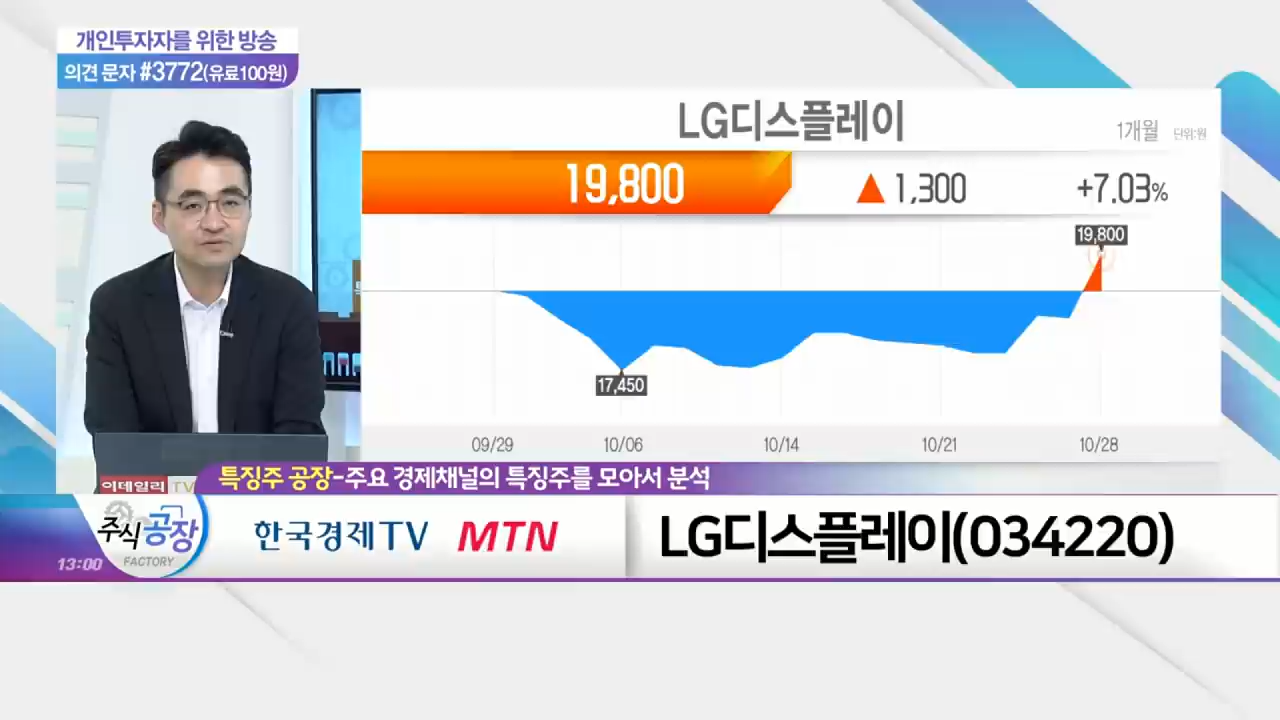 개인투자자를 위한 방송
의견 문자 #3772(유료100원)
LG디스플레이
1개월 단위:원
19,800 ▲ 1,300 +7.03%
19,800
17,450
09/29 10/06 10/14 10/21 10/28
이데일리 TV
특징주 공장-주요 경제채널의 특징주를 모아서 분석
주식공장
FACTORY
13:00
한국경제TV MTN
LG디스플레이(034220)